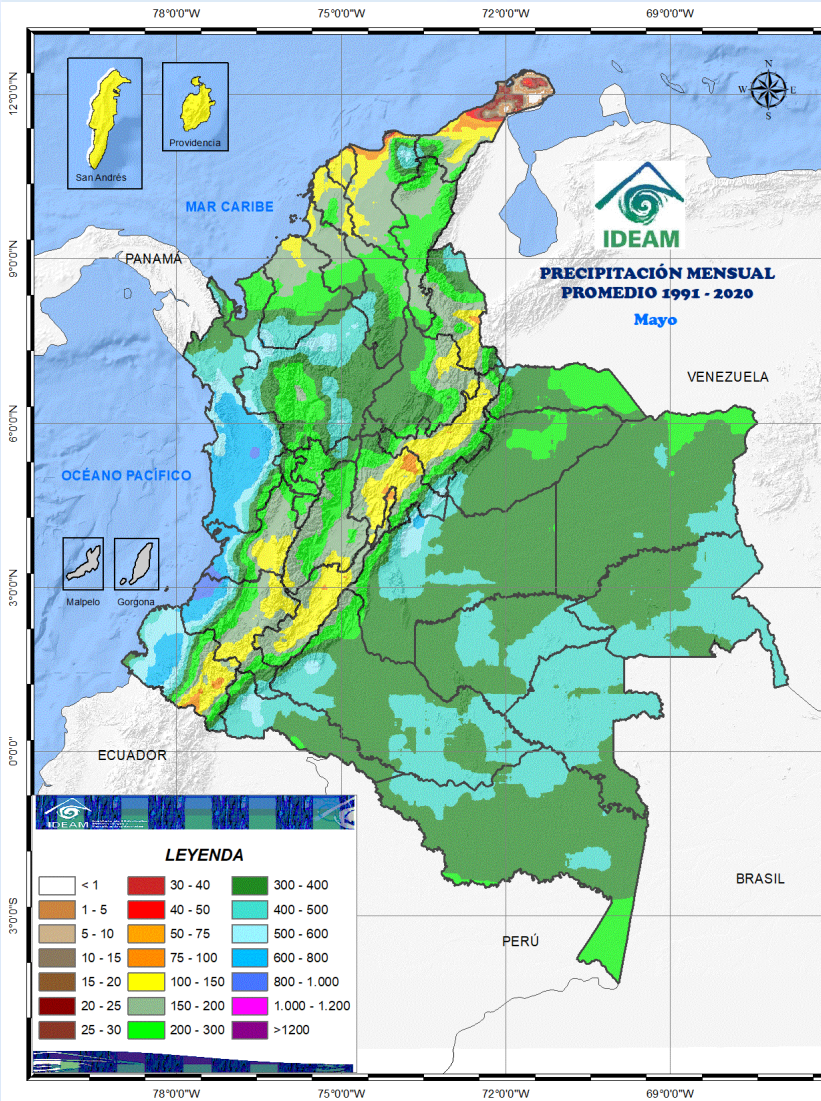 78°0'0"W 75°0'0"W 72°0'0"W 69°0'0"W
12°0'0"N
9°0'0"N
6°0'0"N
3°0'0"N
0°0'0"
3°0'0"S
N
W E
S
San Andrés
Providencia
MAR CARIBE
IDEAM
PANAMÁ
PRECIPITACIÓN MENSUAL
PROMEDIO 1991 - 2020
Mayo
VENEZUELA
OCÉANO PACÍFICO
Malpelo
Gorgona
ECUADOR
BRASIL
PERÚ
IDEAM
LEYENDA
< 1
1 - 5
5 - 10
10 - 15
15 - 20
20 - 25
25 - 30
30 - 40
40 - 50
50 - 75
75 - 100
100 - 150
150 - 200
200 - 300
300 - 400
400 - 500
500 - 600
600 - 800
800 - 1.000
1.000 - 1.200
>1200
78°0'0"W 75°0'0"W 72°0'0"W 69°0'0"W